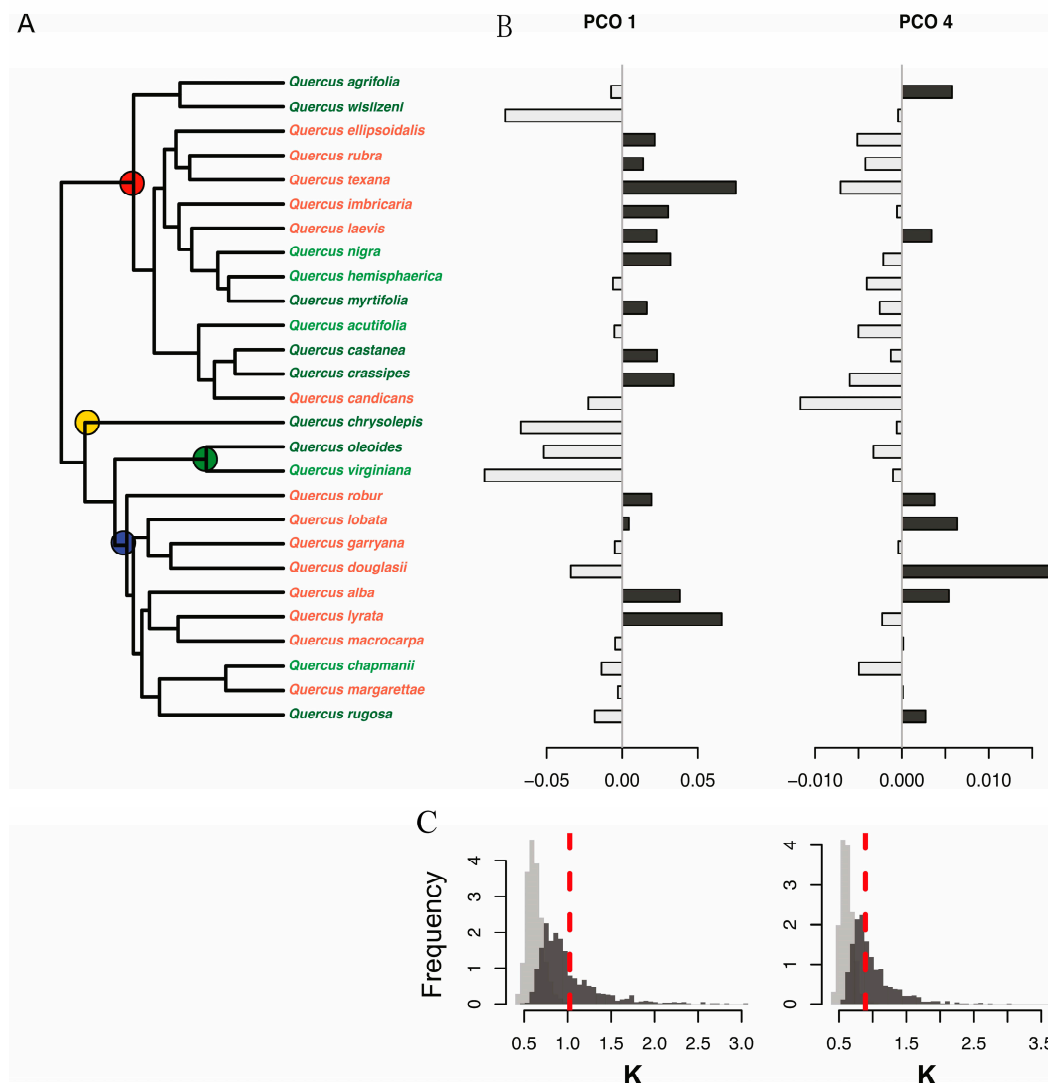 A
B
PCO 1
PCO 4
Quercus agrifolia
Quercus wislizeni
Quercus ellipsoidalis
Quercus rubra
Quercus texana
Quercus imbricaria
Quercus laevis
Quercus nigra
Quercus hemisphaerica
Quercus myrtifolia
Quercus acutifolia
Quercus castanea
Quercus crassipes
Quercus candicans
Quercus chrysolepis
Quercus oleoides
Quercus virginiana
Quercus robur
Quercus lobata
Quercus garryana
Quercus douglasii
Quercus alba
Quercus lyrata
Quercus macrocarpa
Quercus chapmanii
Quercus margarettae
Quercus rugosa
−0.05 0.00 0.05
−0.010 0.000 0.010
C
Frequency
0 1 2 3 4
0.5 1.0 1.5 2.0 2.5 3.0
K
0 1 2 3 4
0.5 1.5 2.5 3.5
K